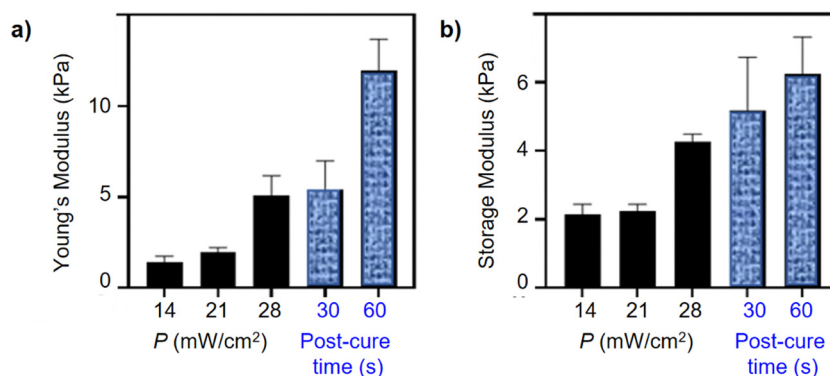 a)
Young's Modulus (kPa)
10
5
0
14 21 28 30 60
P (mW/cm²) Post-cure
time (s)
b)
Storage Modulus (kPa)
6
4
2
0
14 21 28 30 60
P (mW/cm²) Post-cure
time (s)